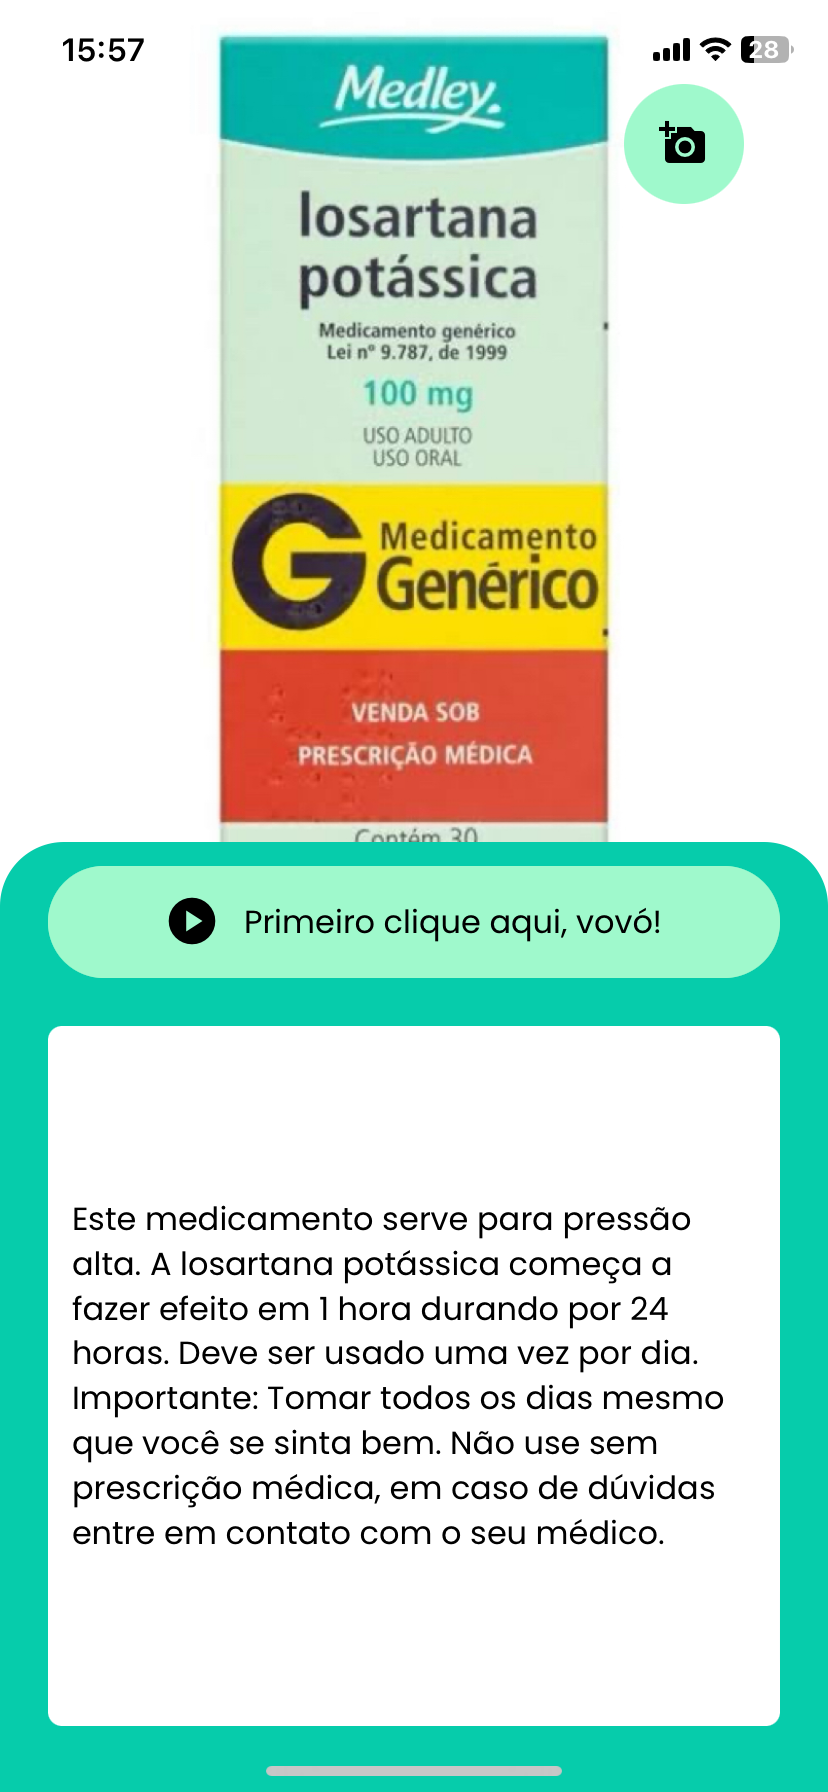 15:57
28
Medley.
losartana
potássica
Medicamento genérico
Lei nº 9.787, de 1999
100 mg
USO ADULTO
USO ORAL
G Medicamento
Genérico
VENDA SOB
PRESCRIÇÃO MÉDICA
Contém 30
Primeiro clique aqui, vovó!
Este medicamento serve para pressão
alta. A losartana potássica começa a
fazer efeito em 1 hora durando por 24
horas. Deve ser usado uma vez por dia.
Importante: Tomar todos os dias mesmo
que você se sinta bem. Não use sem
prescrição médica, em caso de dúvidas
entre em contato com o seu médico.